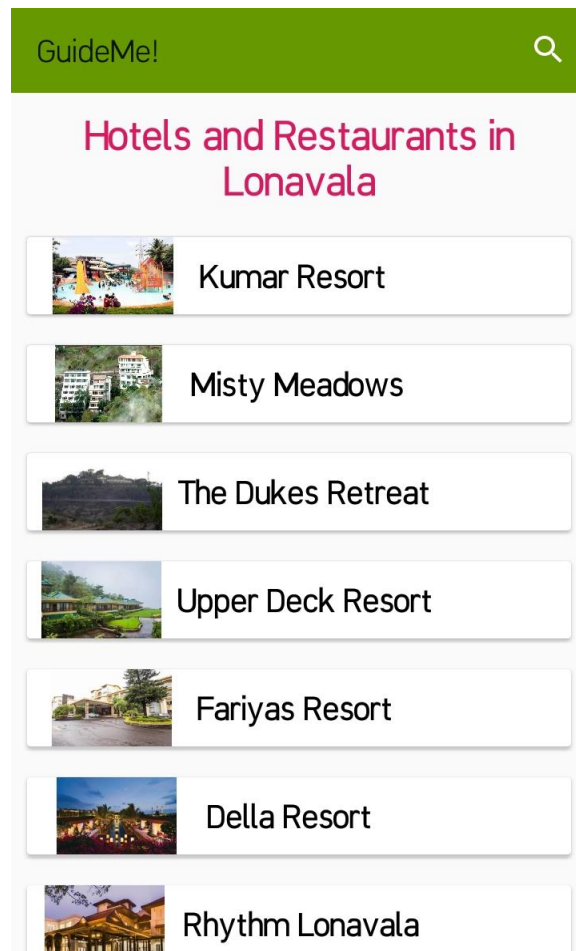 GuideMe!
Hotels and Restaurants in
Lonavala
Kumar Resort
Misty Meadows
The Dukes Retreat
Upper Deck Resort
Fariyas Resort
Della Resort
Rhythm Lonavala